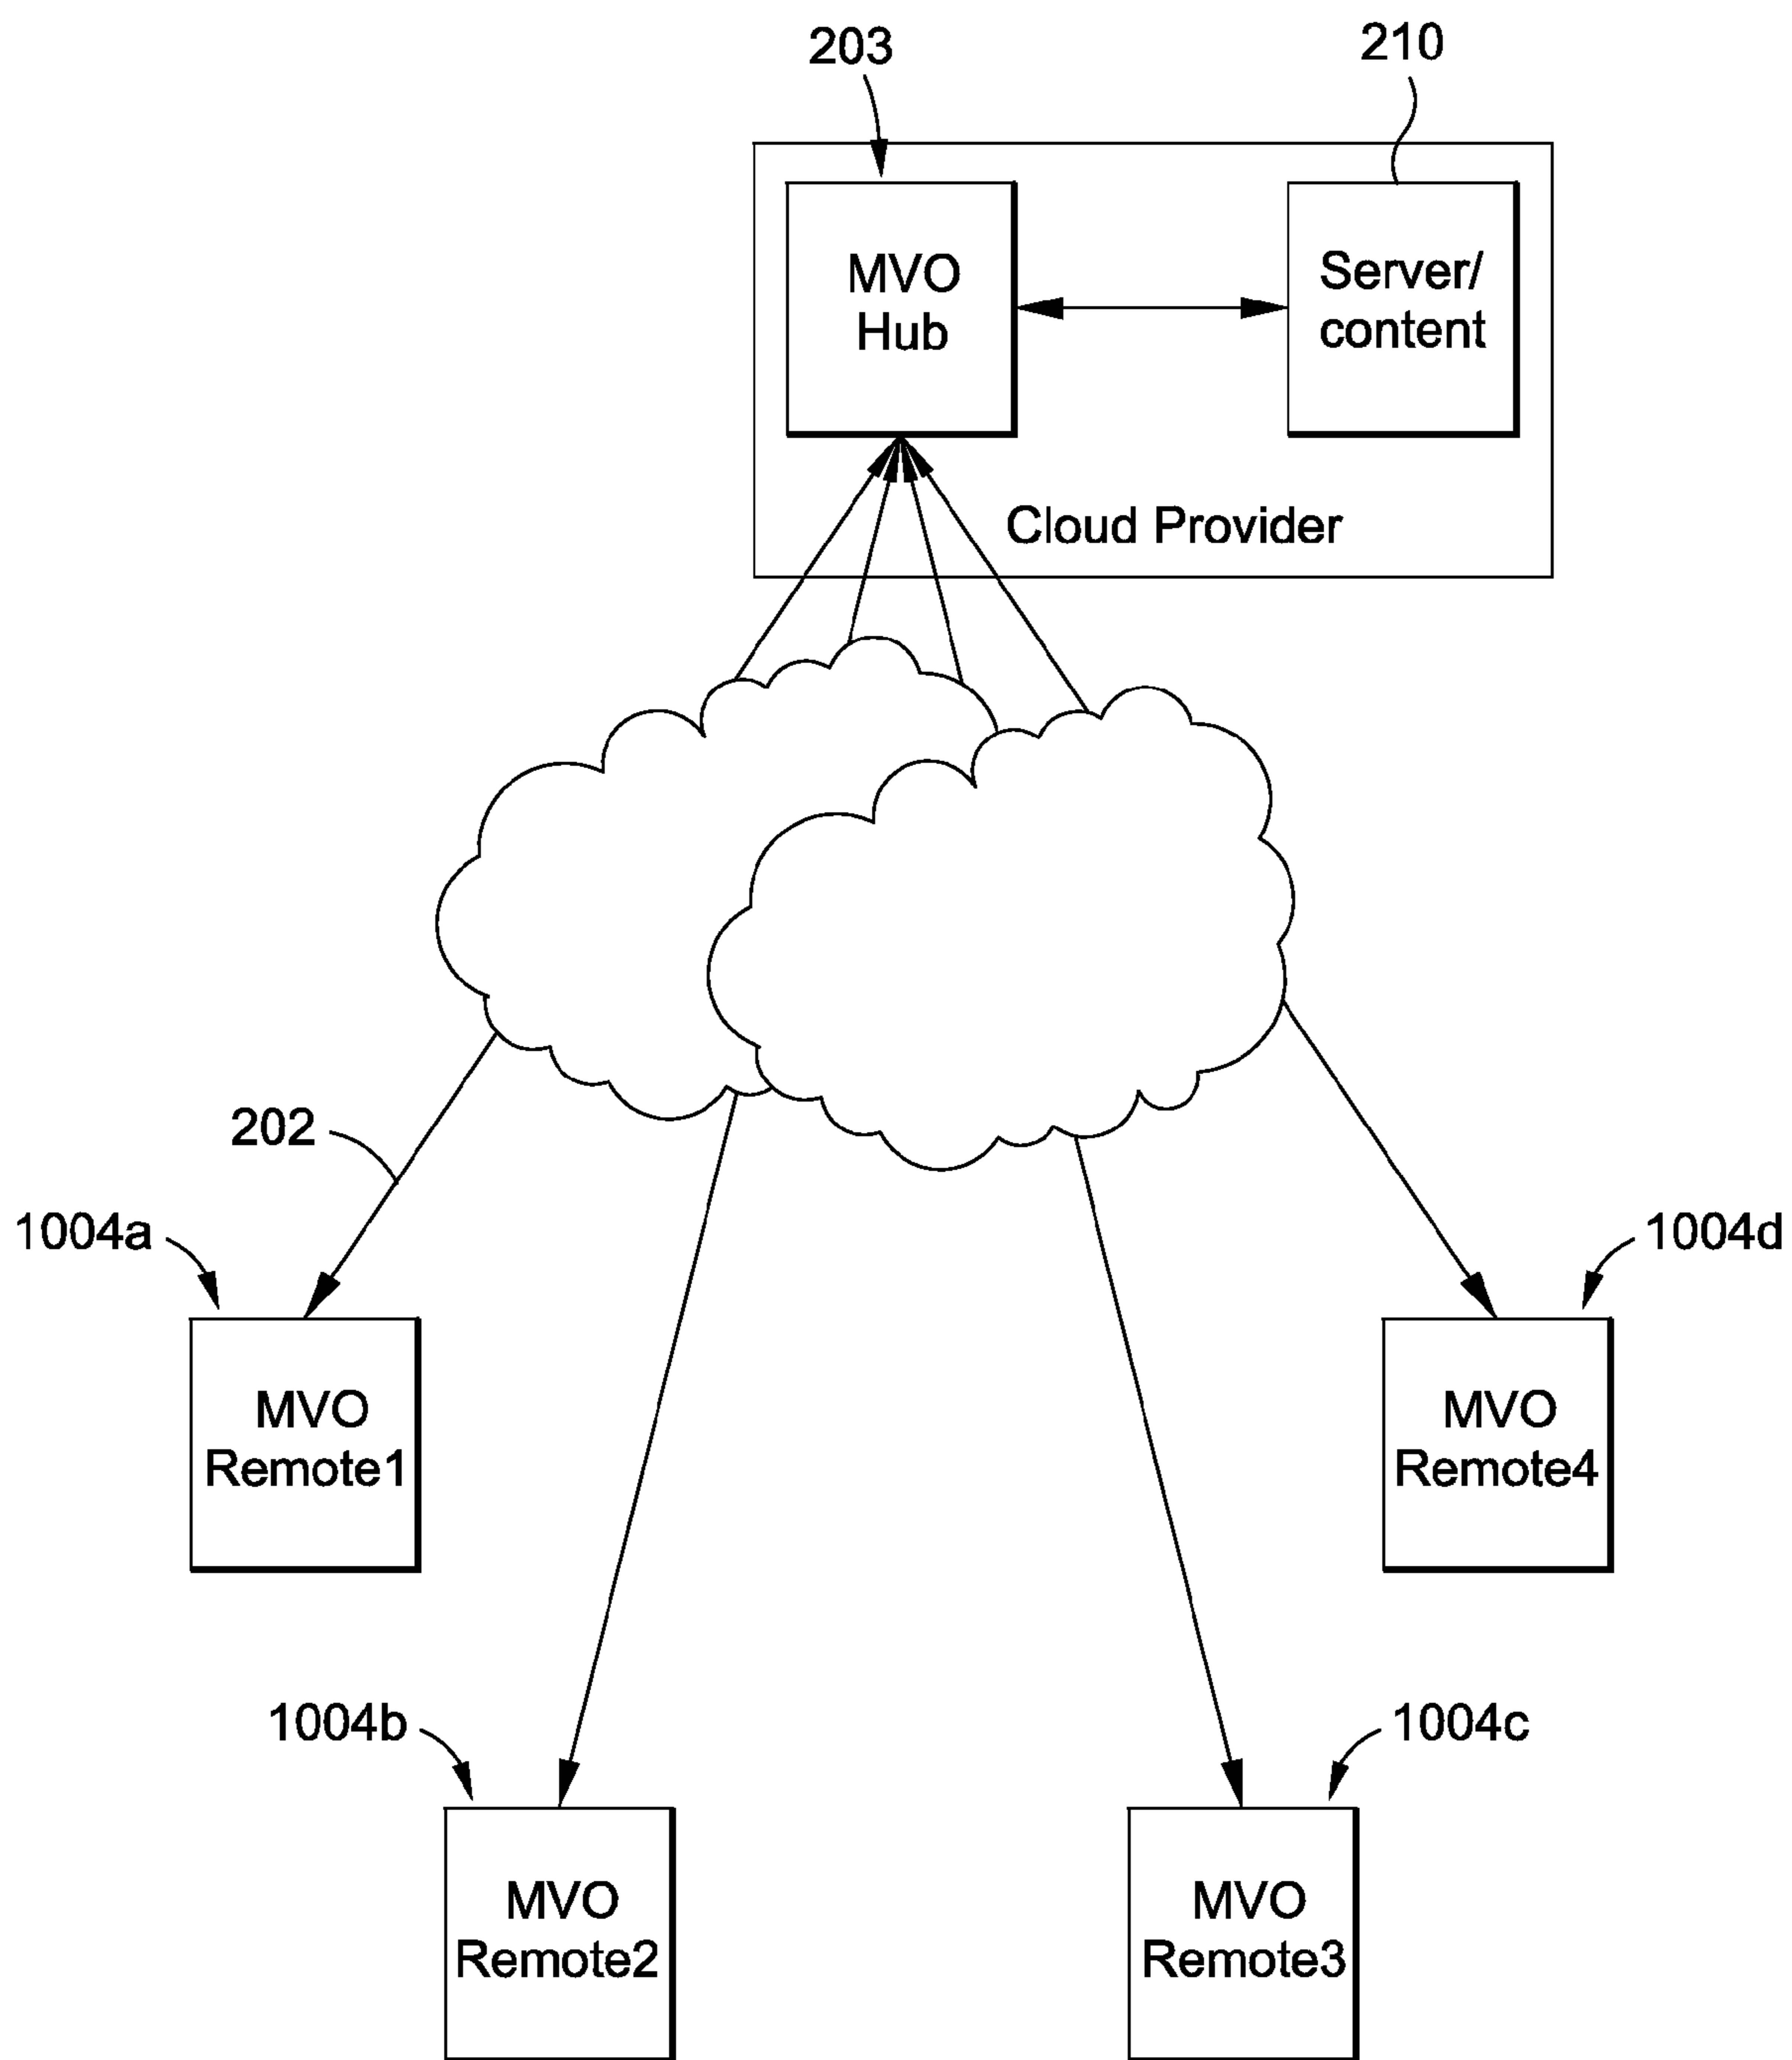 203
210
MVO
Hub
Server/
content
Cloud Provider
202
1004a
1004d
MVO
Remote1
MVO
Remote4
1004b
1004c
MVO
Remote2
MVO
Remote3